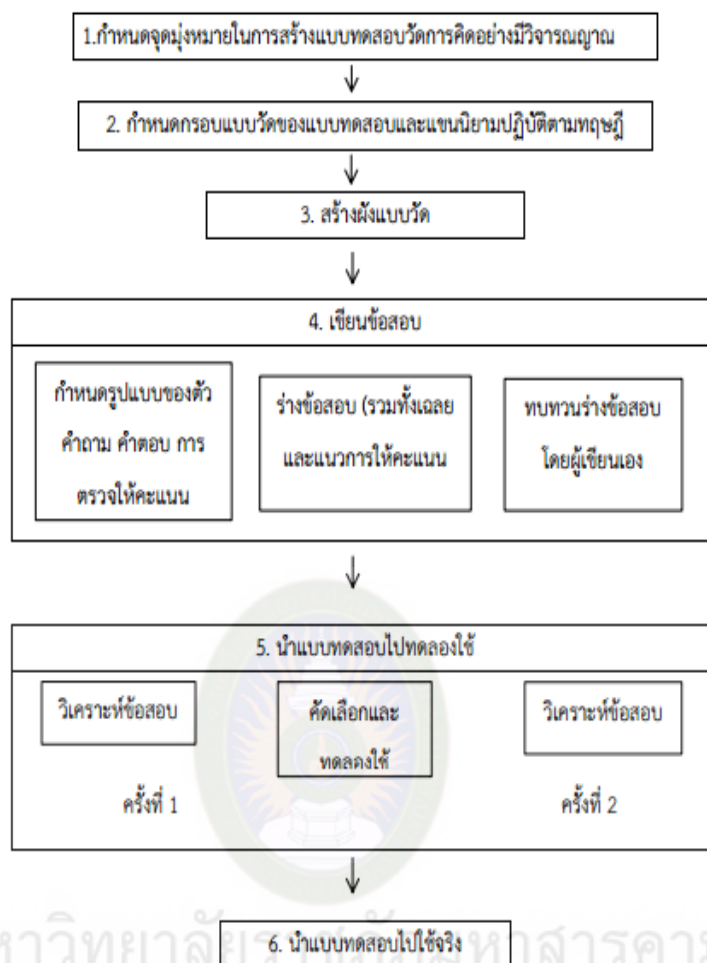 1.กำหนดจุดมุ่งหมายในการสร้างแบบทดสอบวัดการคิดอย่างมีวิจารณญาณ
2. กำหนดกรอบแบบวัดของแบบทดสอบและแขนนิยามปฏิบัติตามทฤษฎี
3. สร้างผังแบบวัด
4. เขียนข้อสอบ
กำหนดรูปแบบของตัว
คำถาม คำตอบ การ
ตรวจให้คะแนน
ร่างข้อสอบ (รวมทั้งเฉลย
และแนวการให้คะแนน
ทบทวนร่างข้อสอบ
โดยผู้เขียนเอง
5. นำแบบทดสอบไปทดลองใช้
วิเคราะห์ข้อสอบ
ครั้งที่ 1
คัดเลือกและ
ทดลองใช้
วิเคราะห์ข้อสอบ
ครั้งที่ 2
6. นำแบบทดสอบไปใช้จริง